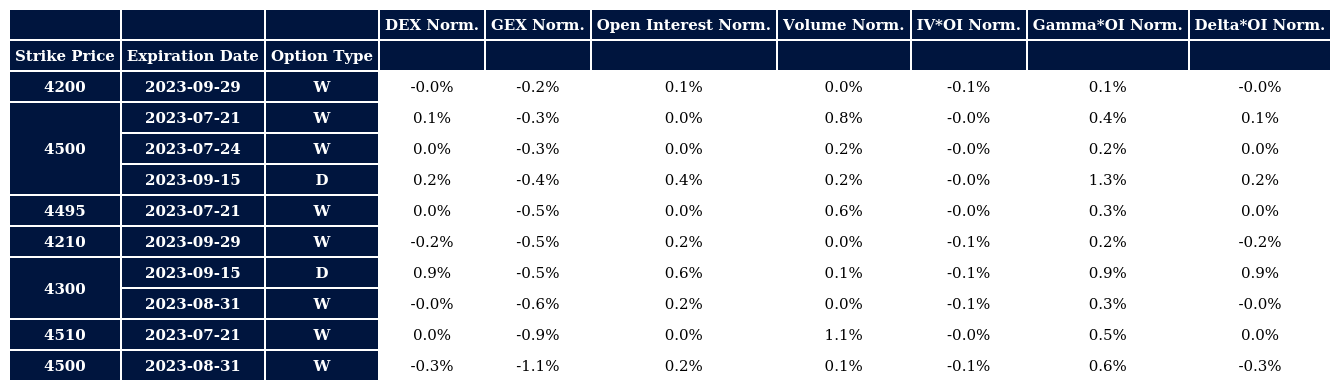 DEX Norm. GEX Norm. Open Interest Norm. Volume Norm. IV*OI Norm. Gamma*OI Norm. Delta*OI Norm.
Strike Price Expiration Date Option Type
4200 2023-09-29 W -0.0% -0.2% 0.1% 0.0% -0.1% 0.1% -0.0%
4500 2023-07-21 W 0.1% -0.3% 0.0% 0.8% -0.0% 0.4% 0.1%
2023-07-24 W 0.0% -0.3% 0.0% 0.2% -0.0% 0.2% 0.0%
2023-09-15 D 0.2% -0.4% 0.4% 0.2% -0.0% 1.3% 0.2%
4495 2023-07-21 W 0.0% -0.5% 0.0% 0.6% -0.0% 0.3% 0.0%
4210 2023-09-29 W -0.2% -0.5% 0.2% 0.0% -0.1% 0.2% -0.2%
4300 2023-09-15 D 0.9% -0.5% 0.6% 0.1% -0.1% 0.9% 0.9%
2023-08-31 W -0.0% -0.6% 0.2% 0.0% -0.1% 0.3% -0.0%
4510 2023-07-21 W 0.0% -0.9% 0.0% 1.1% -0.0% 0.5% 0.0%
4500 2023-08-31 W -0.3% -1.1% 0.2% 0.1% -0.1% 0.6% -0.3%